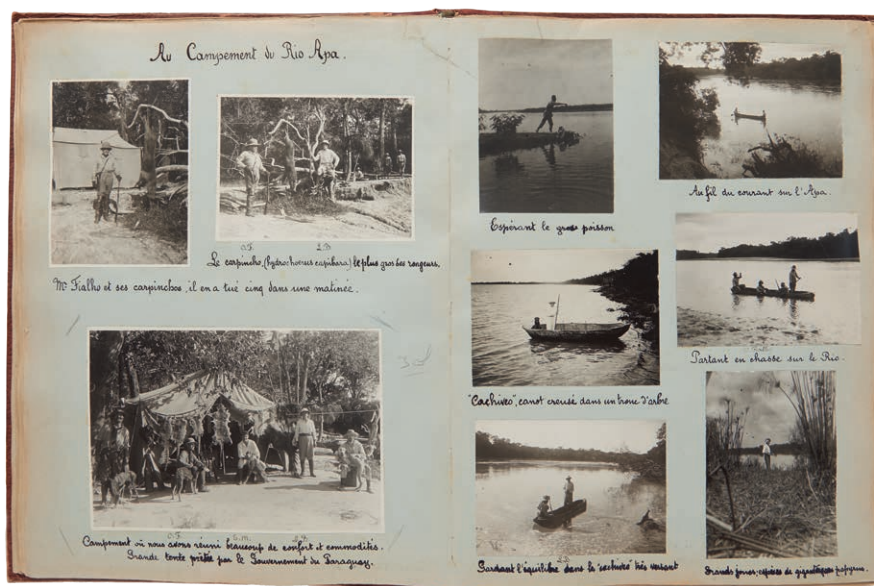 Au Campement du Rio Apa.
Le carpincho, (hydrochoerus capibara) le plus gros des rongeurs.
Mr Fialho et ses carpinchos, il en a tué cinq dans une matinée.
Campement où nous avons réuni beaucoup de confort et commodités.
Grande tente prêtée par le Gouvernement du Paraguay.
Espérant le gros poisson
Au fil du courant sur l'Apa.
"Cachiveo", canot creusé dans un tronc d'arbre
Partant en chasse sur le Rio.
Gardant l'équilibre dans le "cachiveo" très versant
Grands joncs, espèces de gigantesques papyrus.